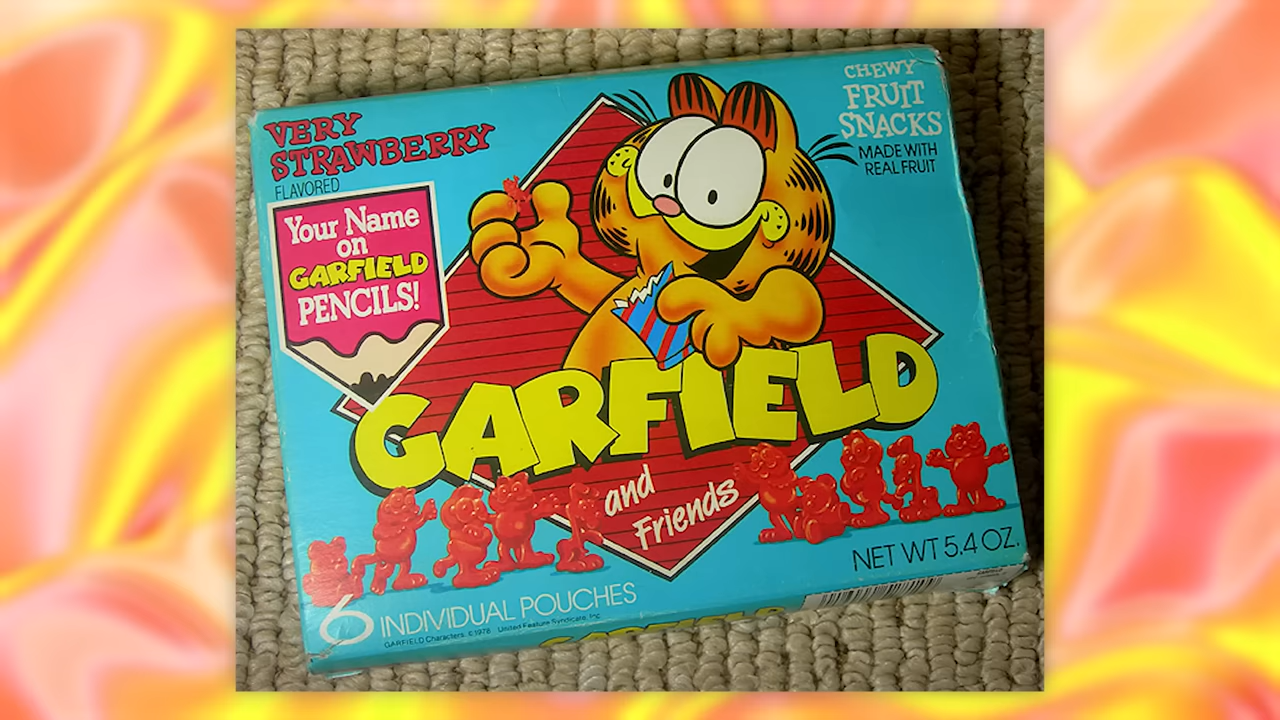 VERY
STRAWBERRY
FLAVORED
Your Name
on
GARFIELD
PENCILS!
CHEWY
FRUIT
SNACKS
MADE WITH
REAL FRUIT
GARFIELD
and
Friends
NET WT 5.4 OZ.
6 INDIVIDUAL POUCHES
GARFIELD Characters: © 1978 United Feature Syndicate, Inc.
GARFIELD